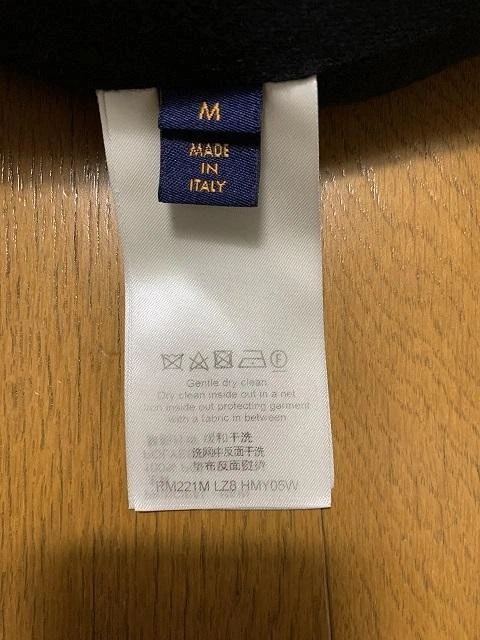 M
MADE
IN
ITALY
F
Gentle dry clean
Dry clean inside out in a net
Iron inside out protecting garment
with a fabric in between
缓和干洗
洗网中反面干洗
垫布反面熨烫
RM221M LZ8 HMY05W